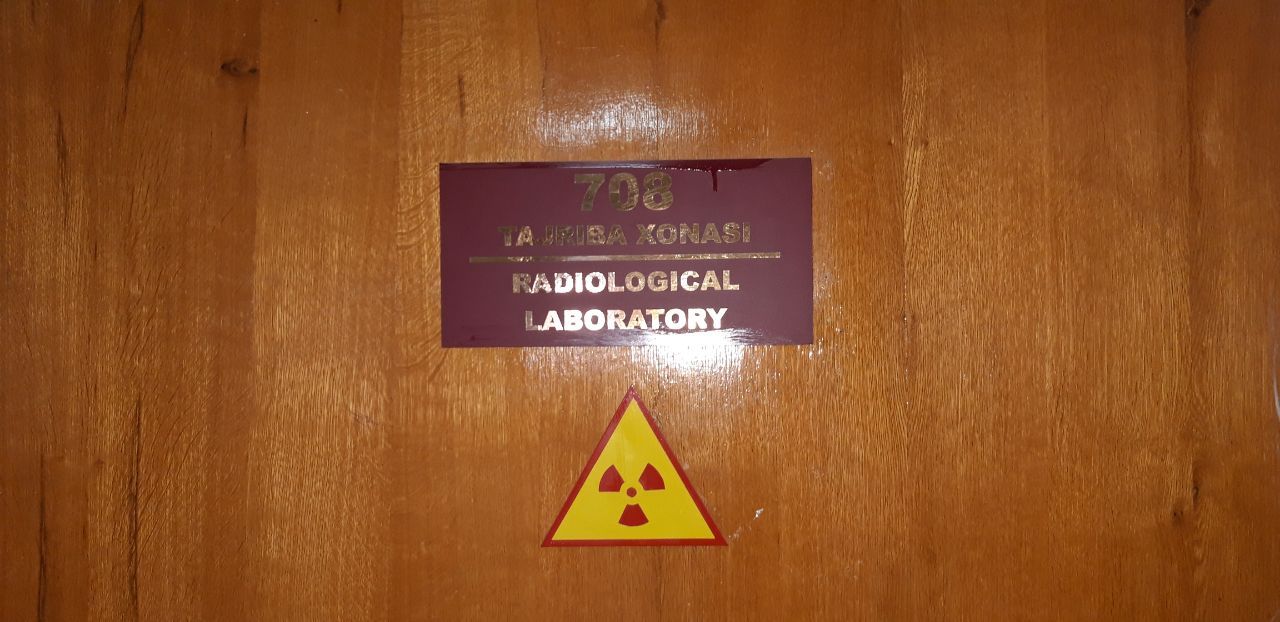 708
TAJRIBA XONASI
RADIOLOGICAL
LABORATORY